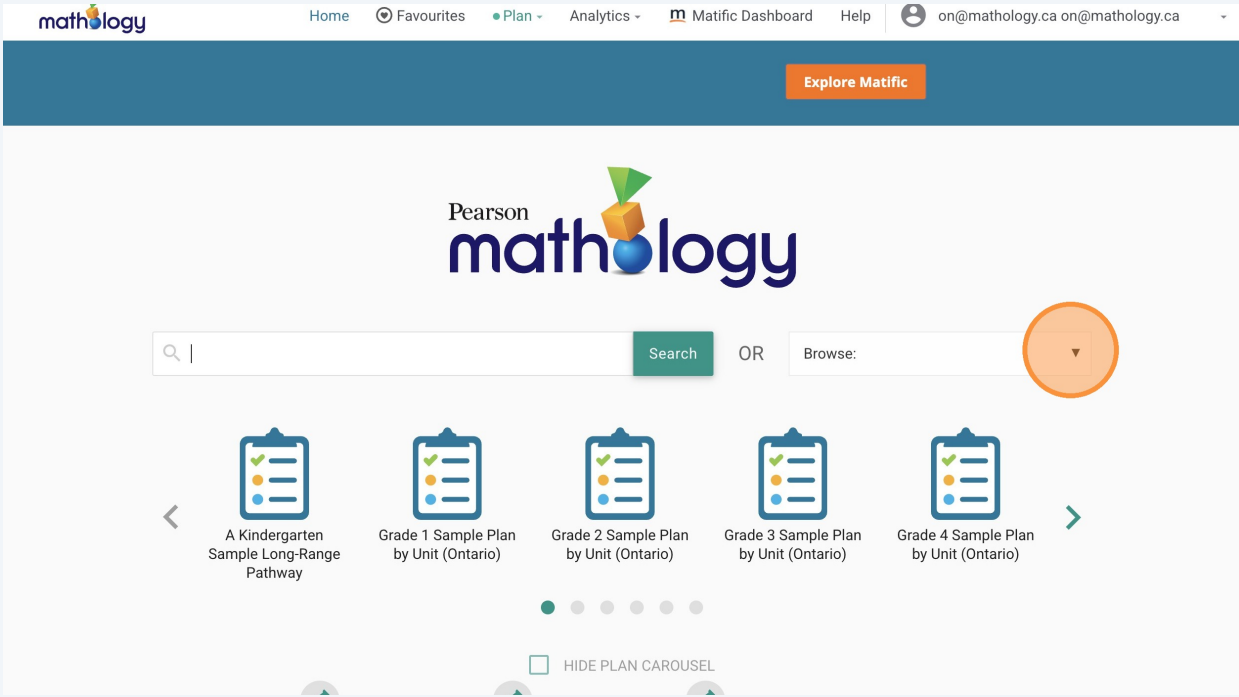 mathology Home Favourites Plan Analytics m Matific Dashboard Help on@mathology.ca on@mathology.ca
Explore Matific
Pearson
mathology
Search OR Browse:
A Kindergarten
Sample Long-Range
Pathway
Grade 1 Sample Plan
by Unit (Ontario)
Grade 2 Sample Plan
by Unit (Ontario)
Grade 3 Sample Plan
by Unit (Ontario)
Grade 4 Sample Plan
by Unit (Ontario)
HIDE PLAN CAROUSEL